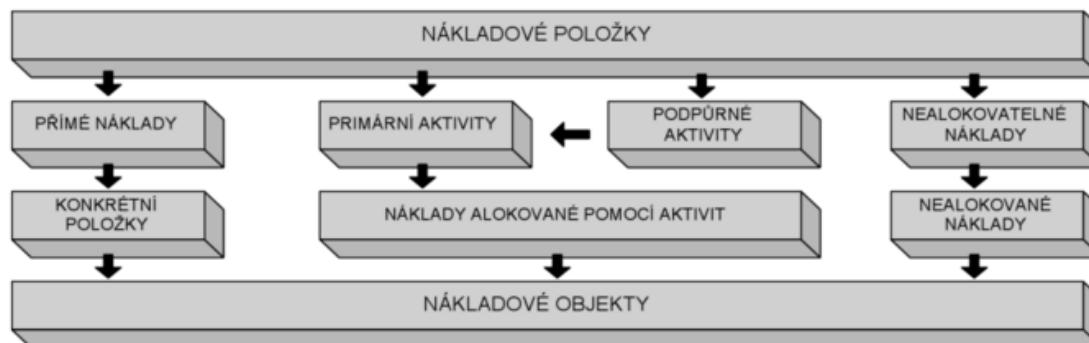 NÁKLADOVÉ POLOŽKY
PŘÍMÉ NÁKLADY
PRIMÁRNÍ AKTIVITY
PODPŮRNÉ
AKTIVITY
NEALOKOVATELNÉ
NÁKLADY
KONKRÉTNÍ
POLOŽKY
NÁKLADY ALOKOVANÉ POMOCÍ AKTIVIT
NEALOKOVANÉ
NÁKLADY
NÁKLADOVÉ OBJEKTY